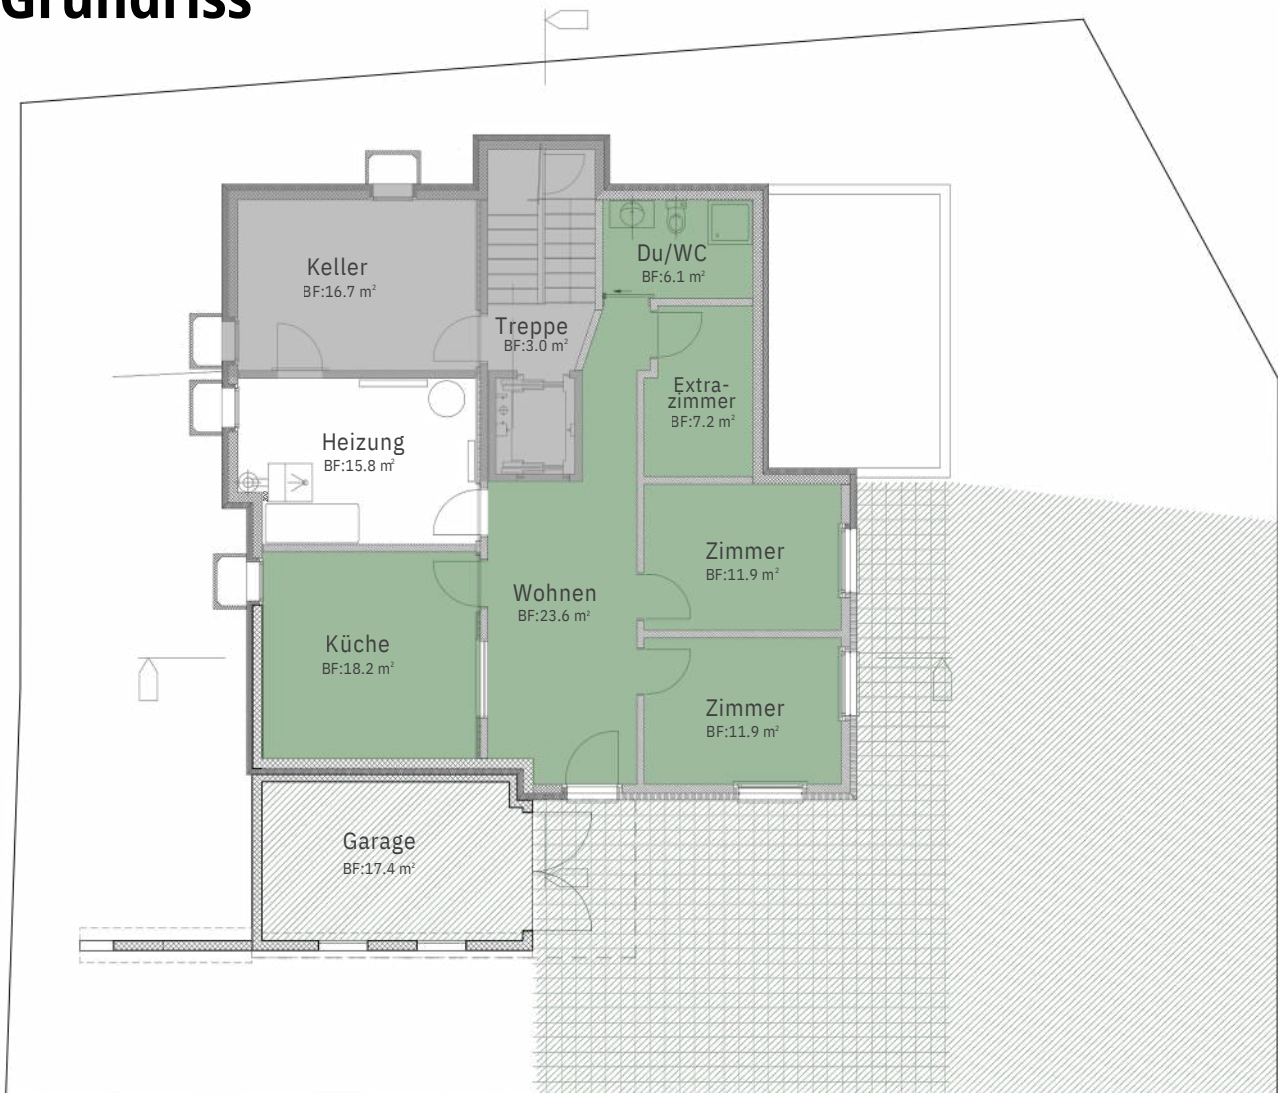 Grundriss
Du/WC
BF:6.1 m²
Keller
BF:16.7 m²
Treppe
BF:3.0 m²
Extra-
zimmer
BF:7.2 m²
Heizung
BF:15.8 m²
Zimmer
BF:11.9 m²
Wohnen
BF:23.6 m²
Küche
BF:18.2 m²
Zimmer
BF:11.9 m²
Garage
BF:17.4 m²